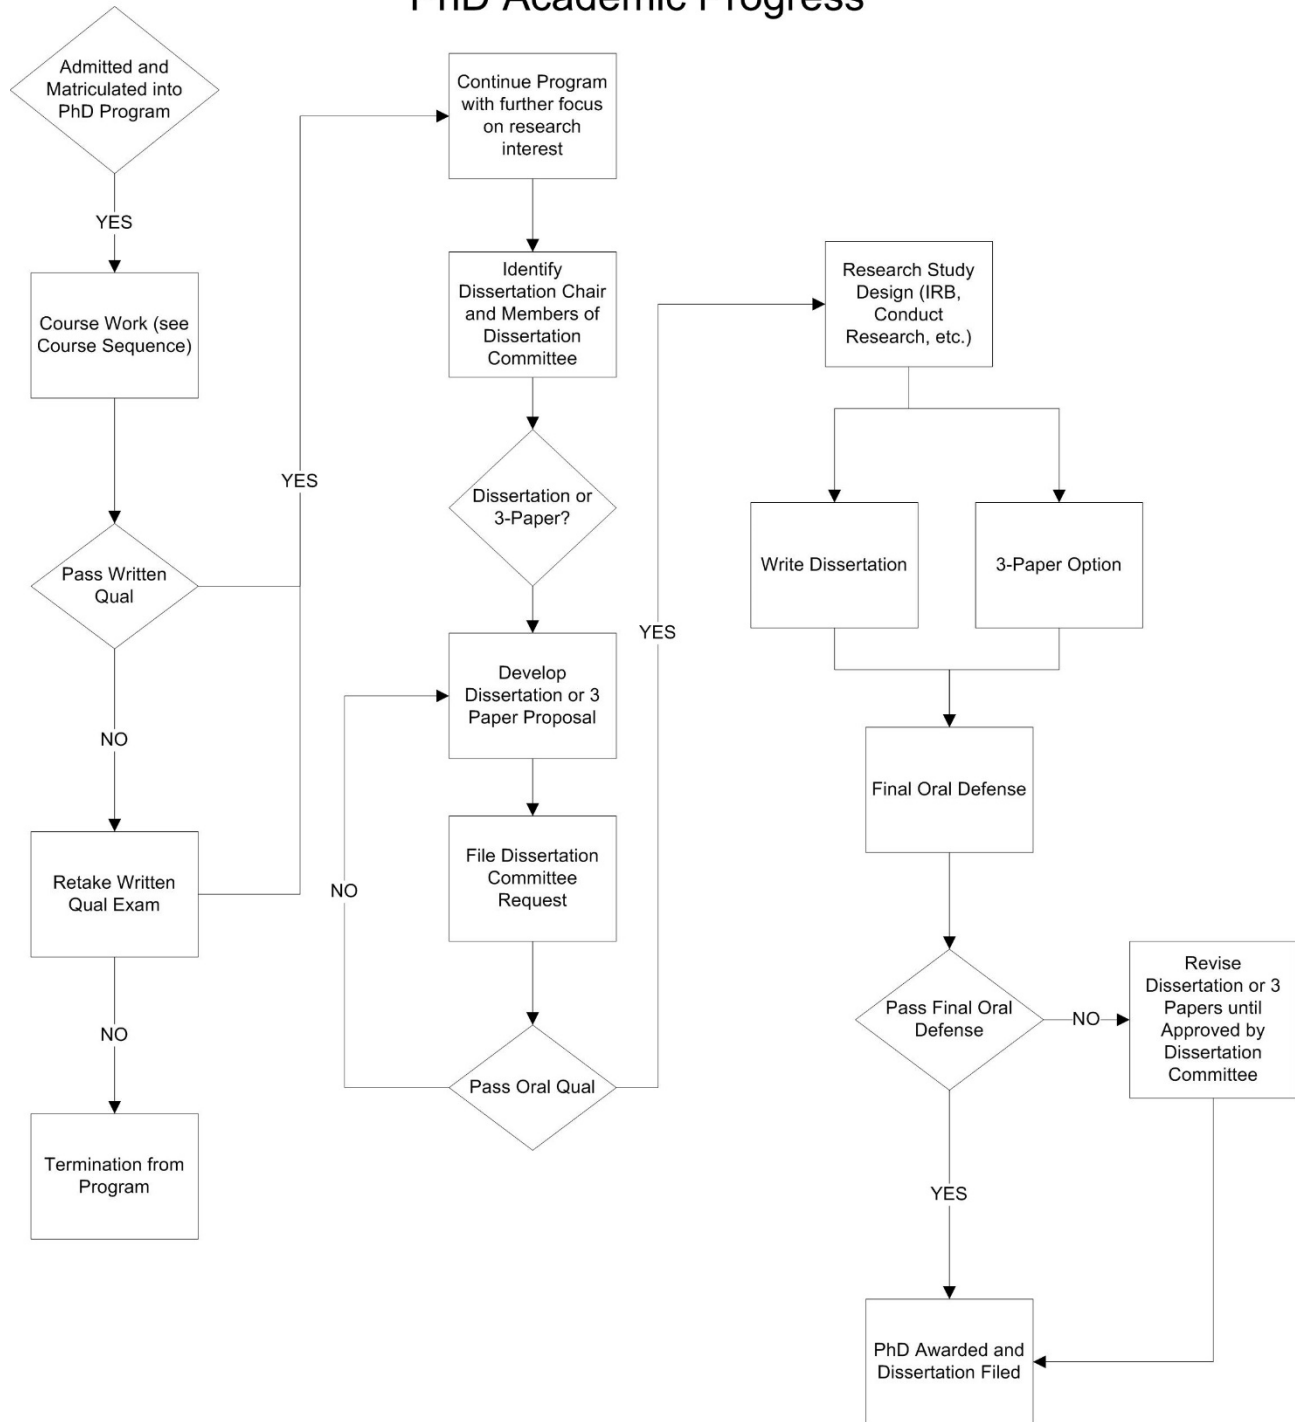 PhD Academic Progress
Admitted and
Matriculated into
PhD Program
YES
Course Work (see
Course Sequence)
Pass Written
Qual
NO
Retake Written
Qual Exam
NO
Termination from
Program
YES
Continue Program
with further focus
on research
interest
Identify
Dissertation Chair
and Members of
Dissertation
Committee
Dissertation or
3-Paper?
Develop
Dissertation or 3
Paper Proposal
File Dissertation
Committee
Request
NO
Pass Oral Qual
YES
Research Study
Design (IRB,
Conduct
Research, etc.)
Write Dissertation
3-Paper Option
Final Oral Defense
Pass Final Oral
Defense
NO
Revise
Dissertation or 3
Papers until
Approved by
Dissertation
Committee
YES
PhD Awarded and
Dissertation Filed